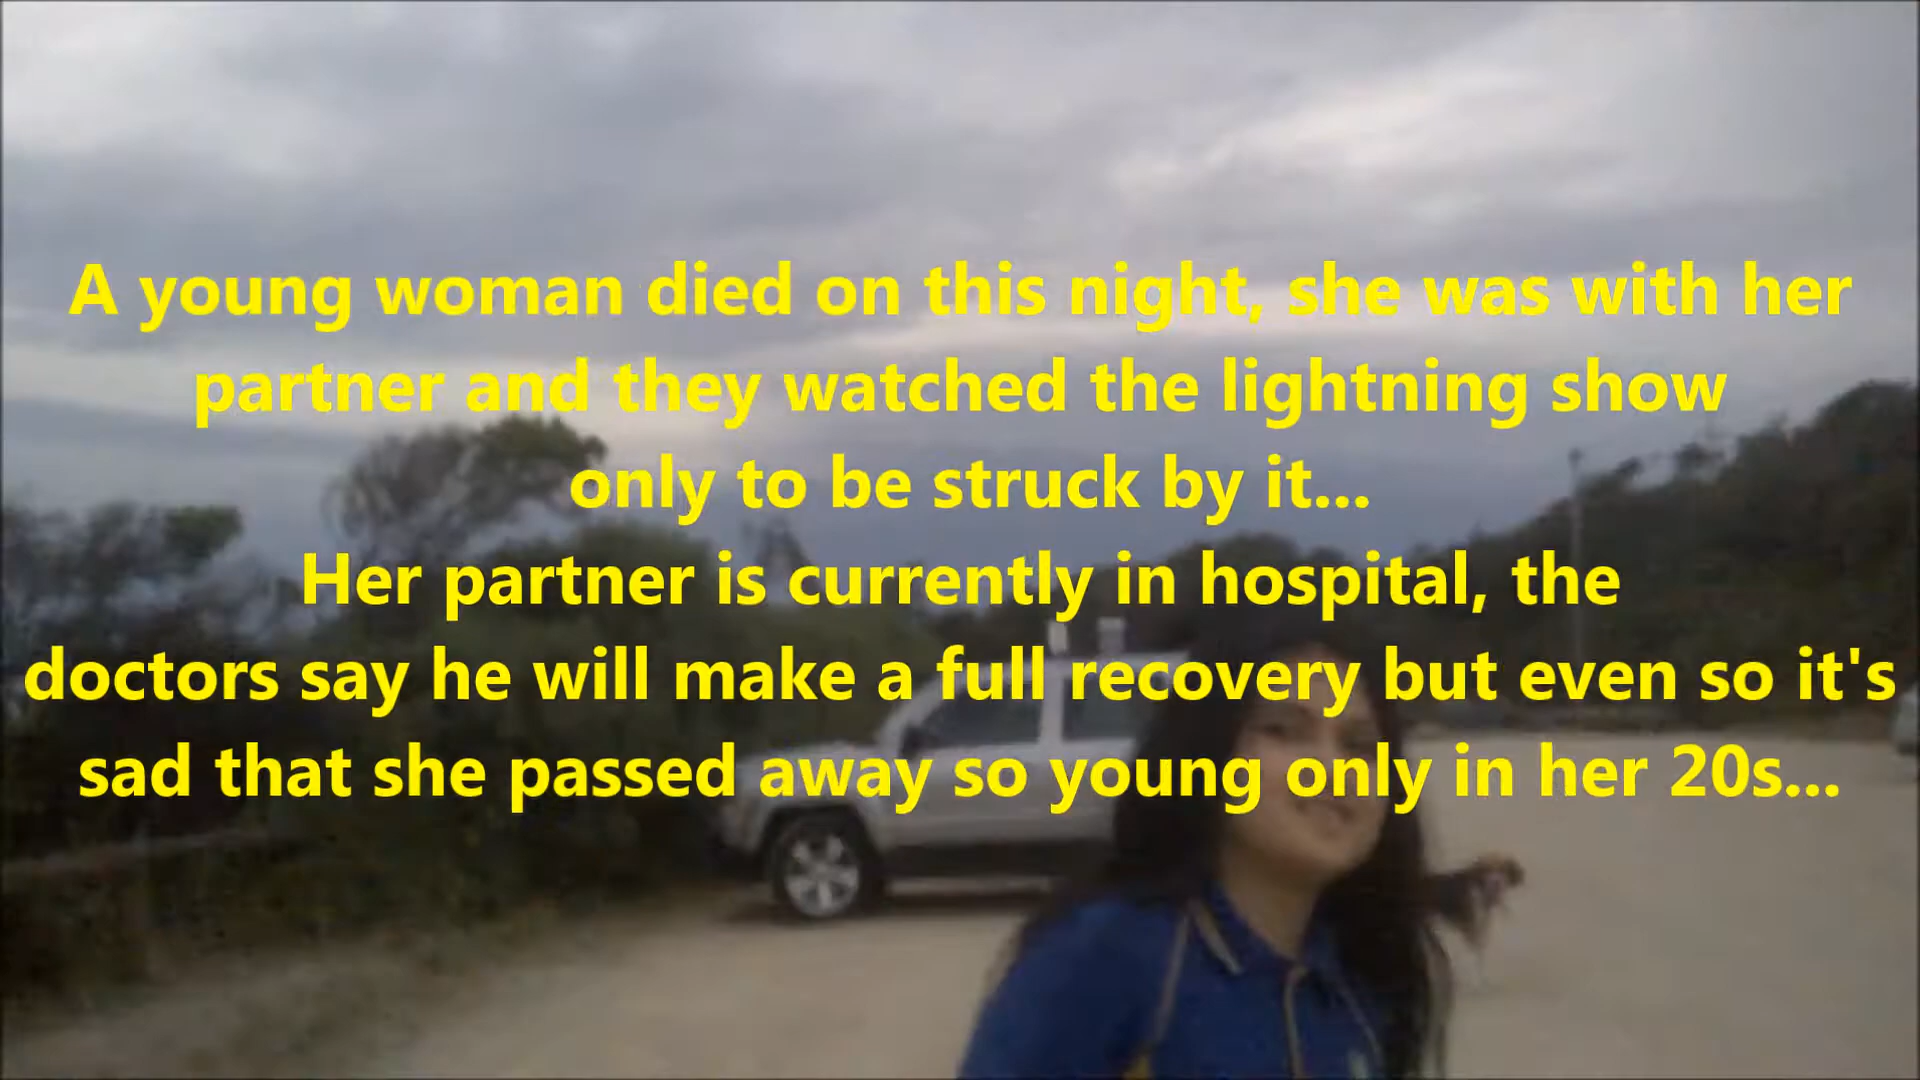 A young woman died on this night, she was with her
partner and they watched the lightning show
only to be struck by it...
Her partner is currently in hospital, the
doctors say he will make a full recovery but even so it's
sad that she passed away so young only in her 20s...